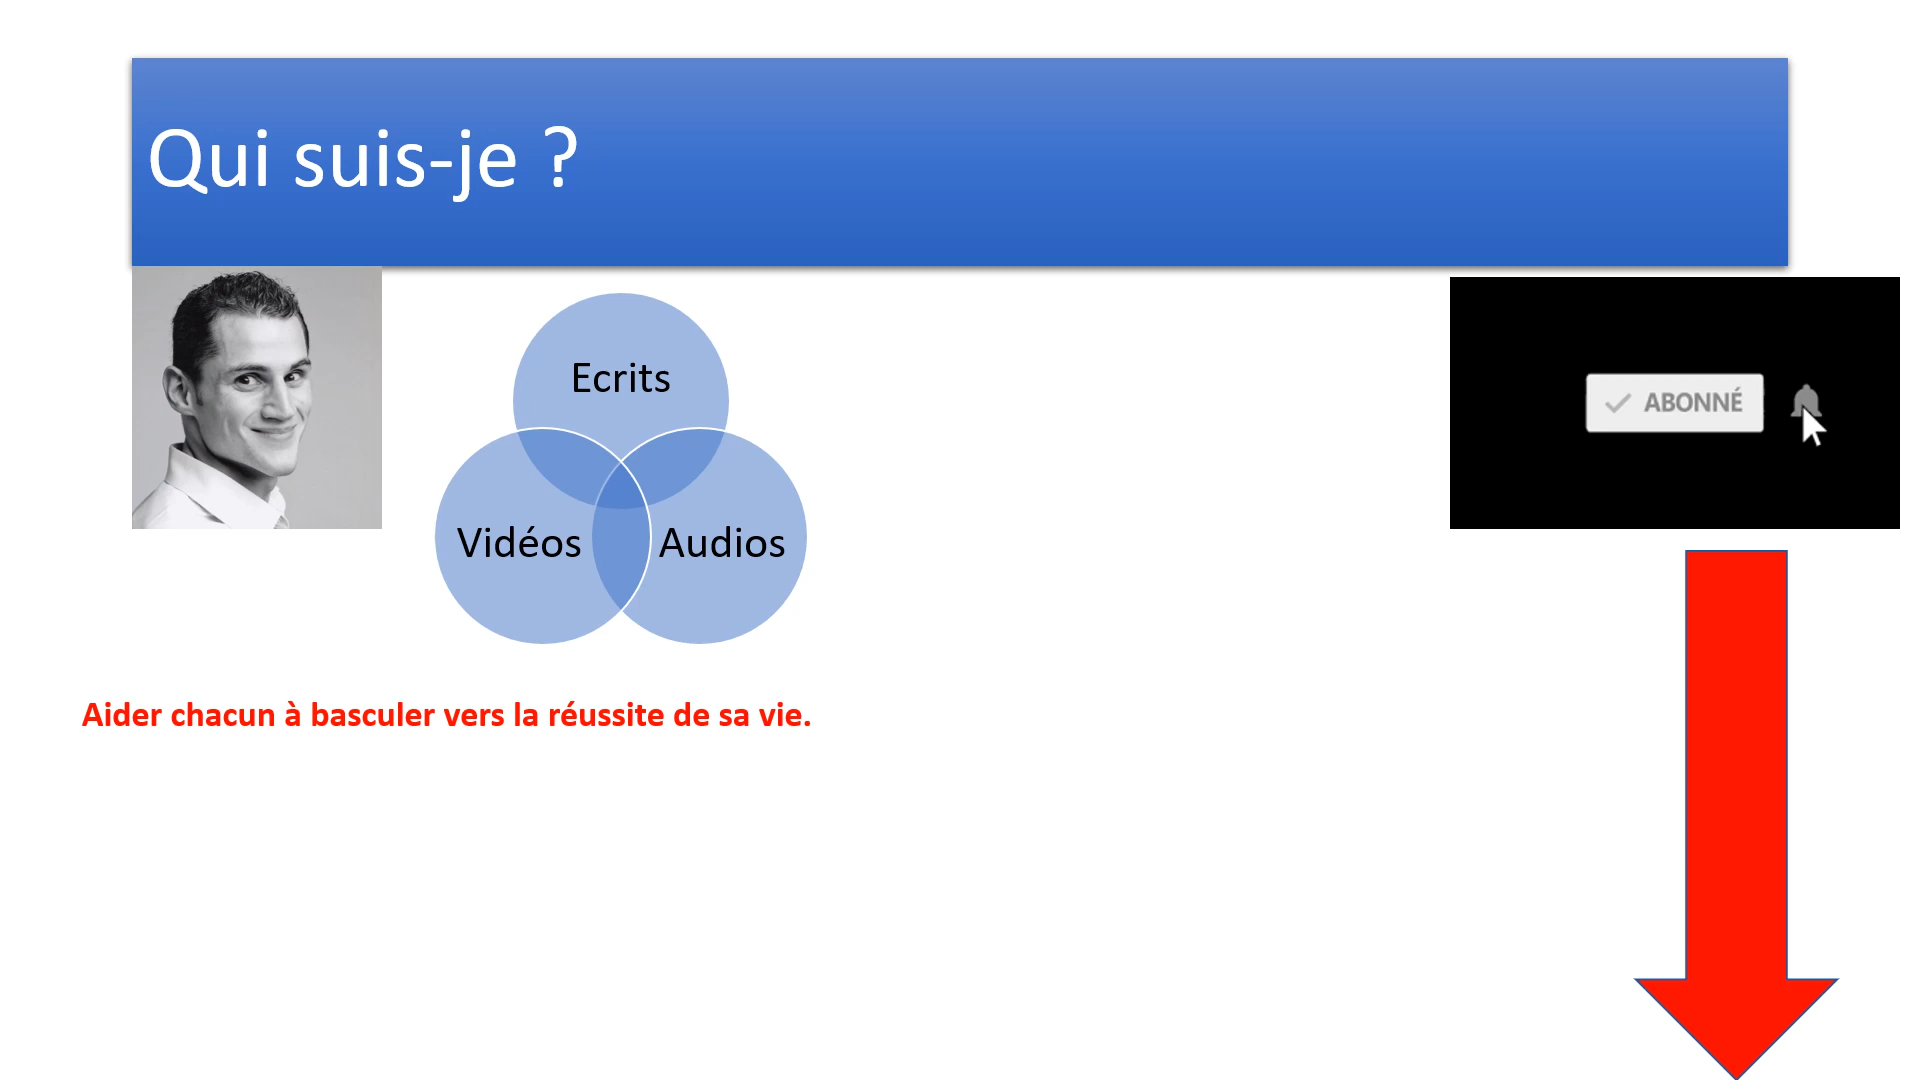 Qui suis-je ?
Ecrits
Vidéos
Audios
ABONNÉ
Aider chacun à basculer vers la réussite de sa vie.